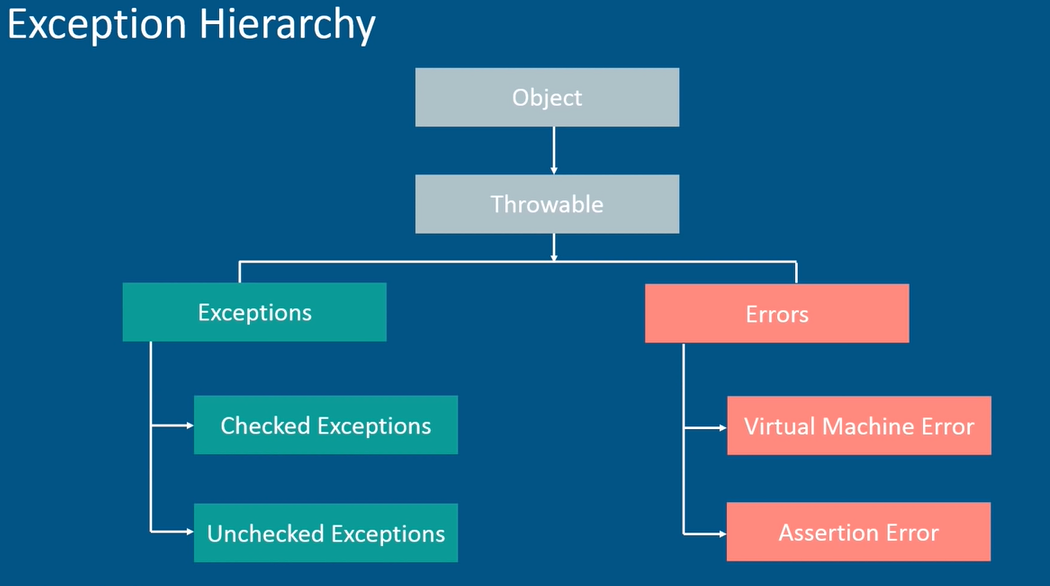 Exception Hierarchy
Object
Throwable
Exceptions
Errors
Checked Exceptions
Virtual Machine Error
Unchecked Exceptions
Assertion Error